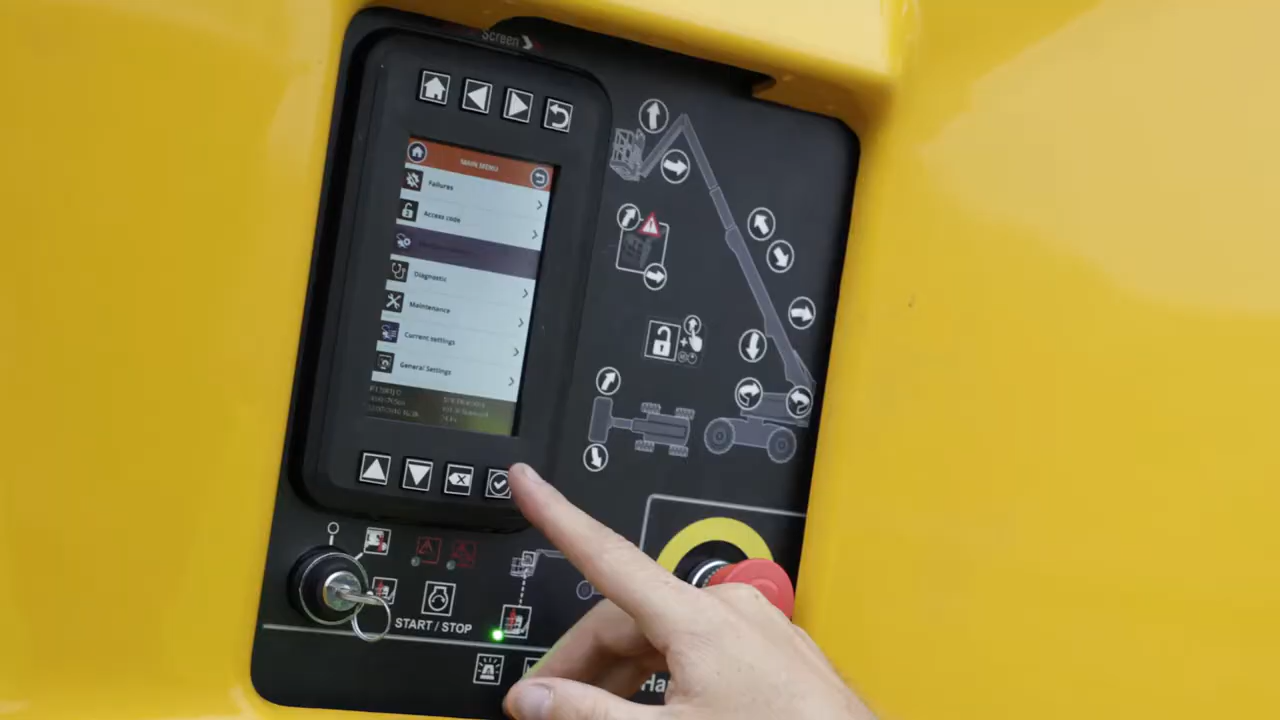 Screen
MAIN MENU
Failures
Access code
Diagnostic
Maintenance
Current settings
General Settings
START / STOP